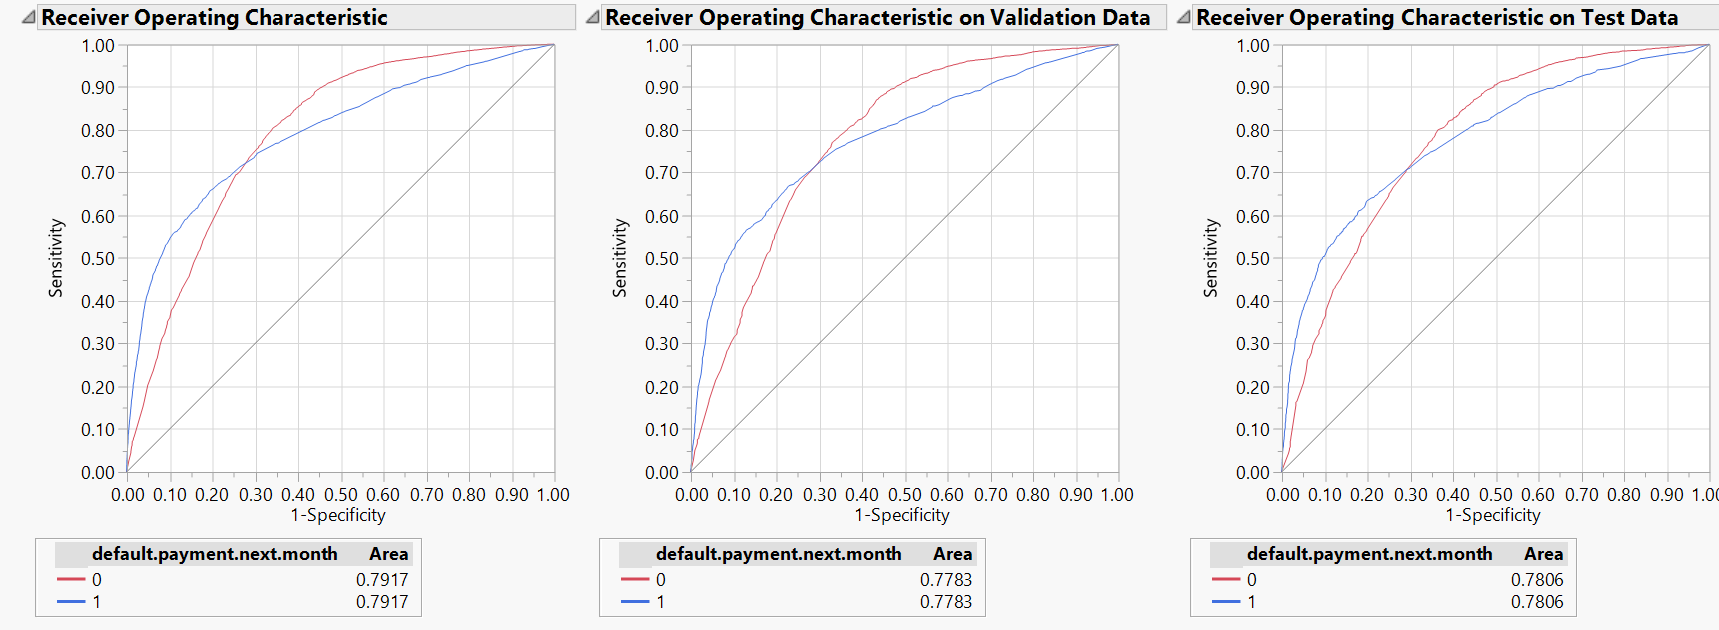 Receiver Operating Characteristic
1.00
0.90
0.80
0.70
0.60
0.50
0.40
0.30
0.20
0.10
0.00
Sensitivity
0.00 0.10 0.20 0.30 0.40 0.50 0.60 0.70 0.80 0.90 1.00
1-Specificity
default.payment.next.month Area
0 0.7917
1 0.7917
Receiver Operating Characteristic on Validation Data
1.00
0.90
0.80
0.70
0.60
0.50
0.40
0.30
0.20
0.10
0.00
Sensitivity
0.00 0.10 0.20 0.30 0.40 0.50 0.60 0.70 0.80 0.90 1.00
1-Specificity
default.payment.next.month Area
0 0.7783
1 0.7783
Receiver Operating Characteristic on Test Data
1.00
0.90
0.80
0.70
0.60
0.50
0.40
0.30
0.20
0.10
0.00
Sensitivity
0.00 0.10 0.20 0.30 0.40 0.50 0.60 0.70 0.80 0.90 1.00
1-Specificity
default.payment.next.month Area
0 0.7806
1 0.7806